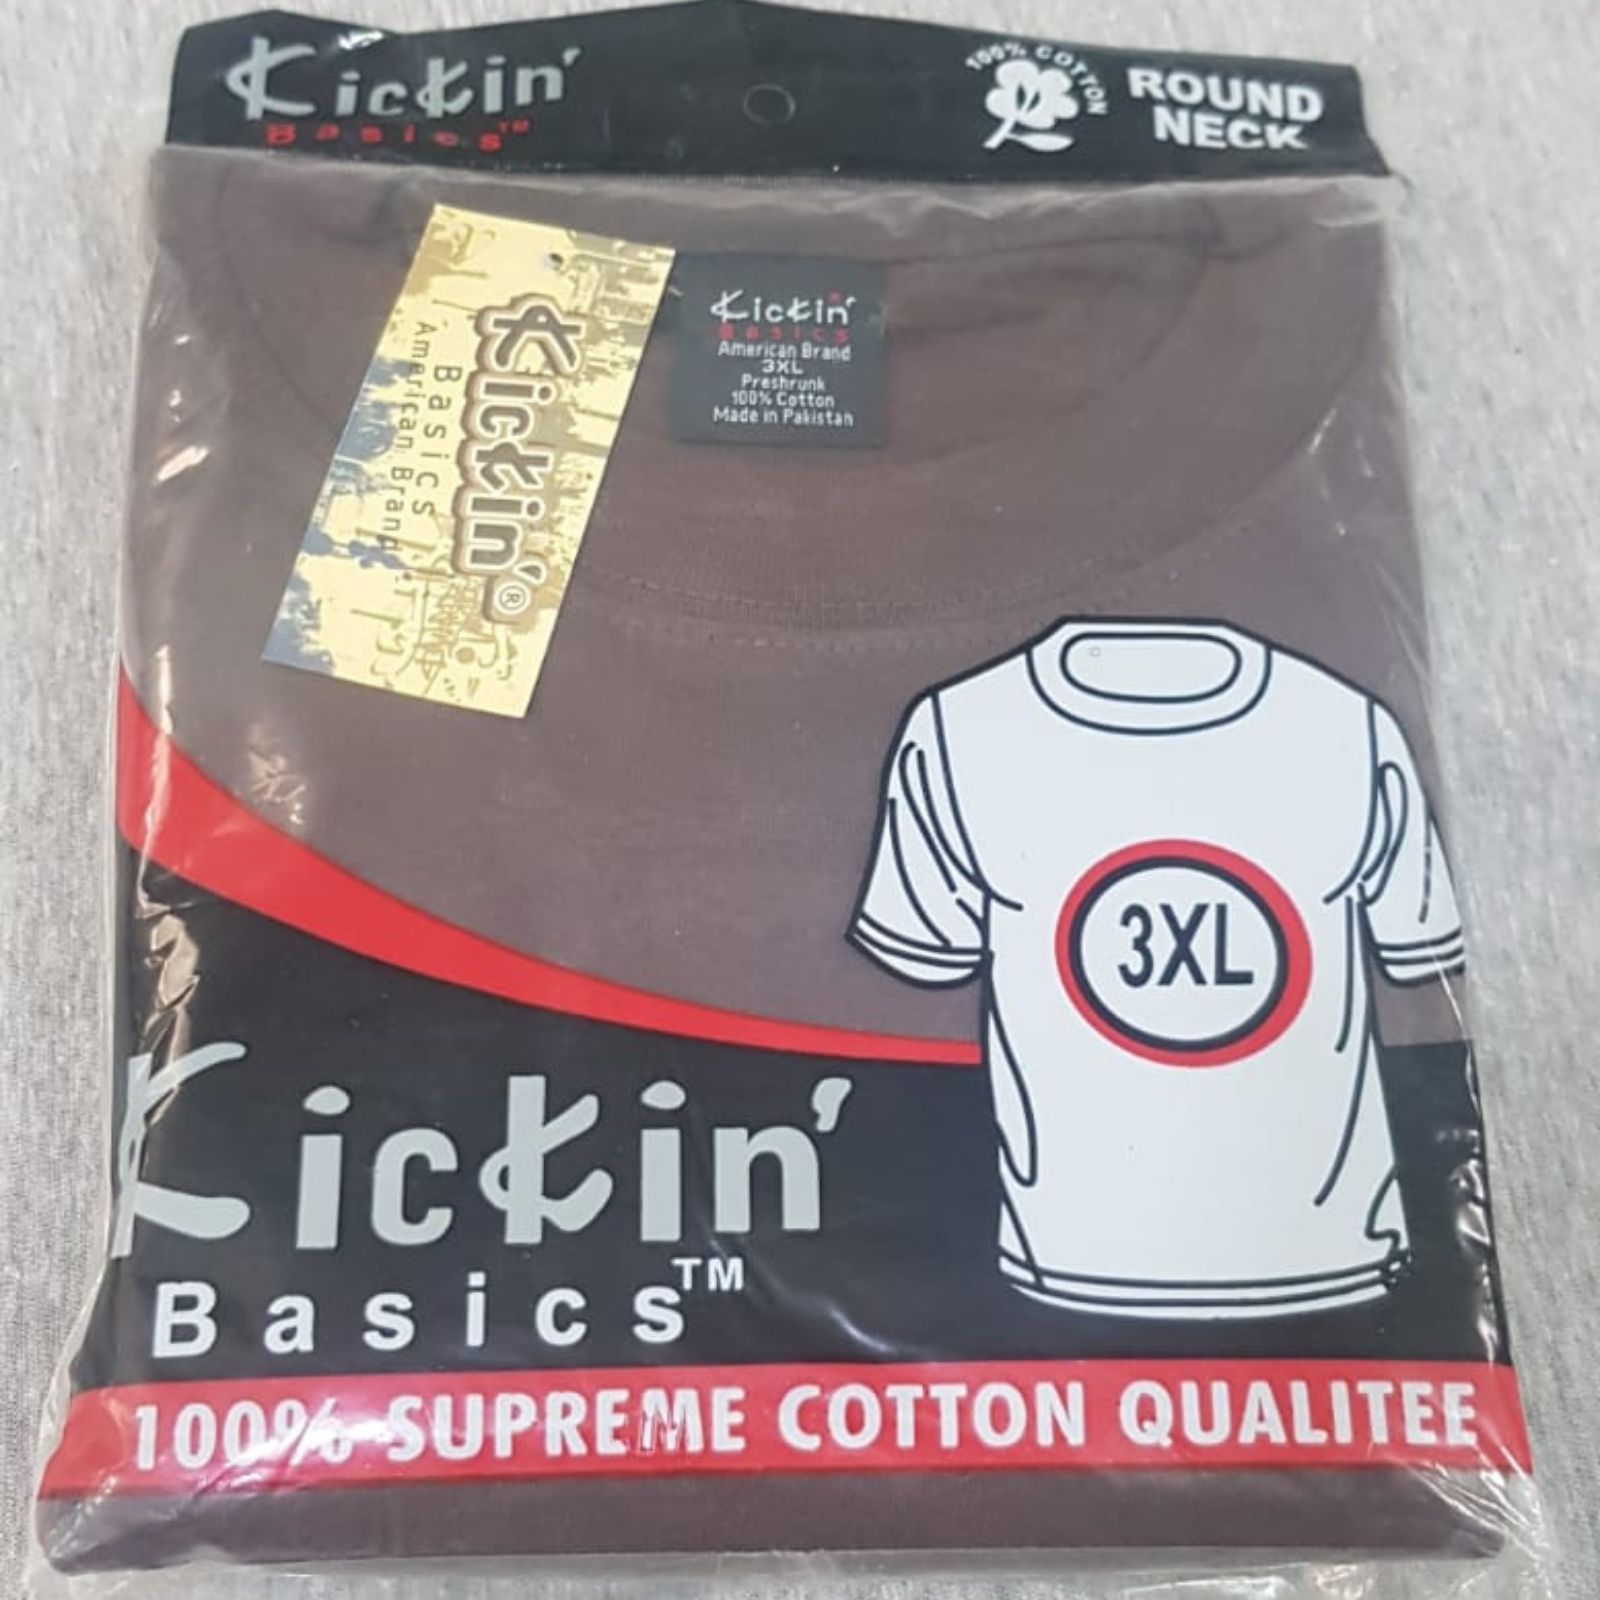 Kickin'
Basics™
100% COTTON
ROUND
NECK
Kickin'®
Basics
American Brand
Kickin'
Basics
American Brand
3XL
Preshrunk
100% Cotton
Made in Pakistan
3XL
Kickin'
Basics™
100% SUPREME COTTON QUALITEE